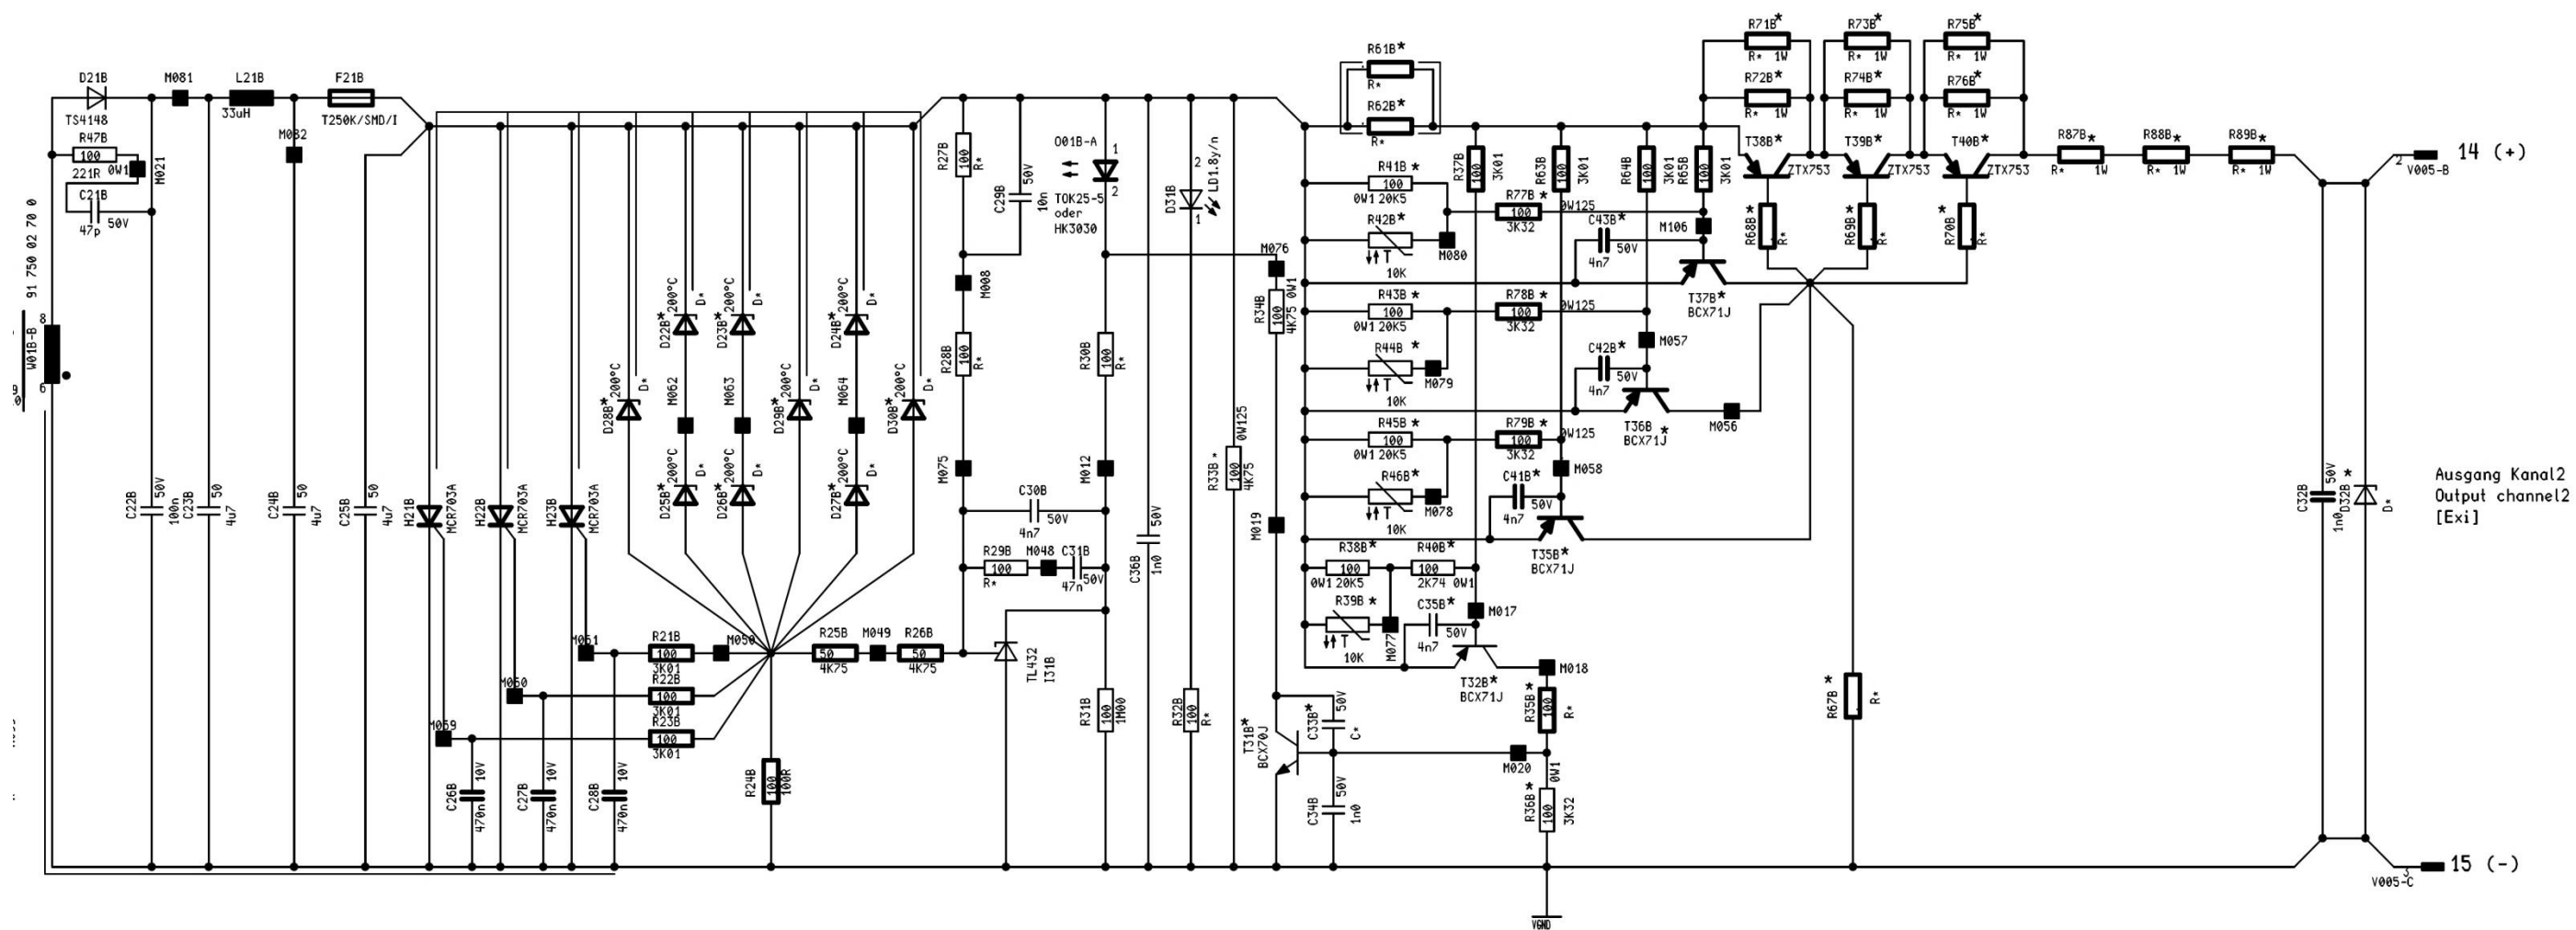 D21B
TS4148
M081
L21B
33uH
F21B
T250K/SMD/I
M082
R47B
100
0W1
221R
M021
C21B
50V
47p
91 750 02 70 0
W01B-B
8
6
C22B
50V
100n
C23B
50
4u7
C24B
50
4u7
C25B
50
4u7
H21B
MCR703A
H22B
MCR703A
H23B
MCR703A
D28B*
200°C
D*
D22B*
200°C
D*
D23B*
200°C
D*
D29B*
200°C
D*
D24B*
200°C
D*
D30B*
200°C
D*
M062
M063
M064
D25B*
200°C
D*
D26B*
200°C
D*
D27B*
200°C
D*
M051
R21B
100
3K01
M050
M060
R22B
100
3K01
M059
R23B
100
3K01
C26B
10V
470n
C27B
10V
470n
C28B
10V
470n
R24B
100
100R
R25B
50
4K75
M049
R26B
50
4K75
R27B
100
R*
C29B
50V
10n
M008
R28B
100
R*
M075
C30B
50V
4n7
R29B
100
R*
M048
C31B
50V
47n
TL432
I31B
O01B-A
1
2
TOK25-5
oder
HK3030
R30B
100
R*
M012
R31B
100
1M00
C36B
50V
1n0
D31B
2
1
LD1.8y/n
R32B
100
R*
R33B*
100
4K75
0W125
M076
R34B
100
4K75 0W1
M019
T31B*
BCX70J
C33B*
50V
C*
C34B
50V
1n0
M020
R61B*
R*
R62B*
R*
R41B*
100
0W1 20K5
R42B*
T
10K
M080
R43B *
100
0W1 20K5
R44B *
T
10K
M079
R45B *
100
0W1 20K5
R46B*
T
10K
M078
R38B*
100
0W1 20K5
R39B *
T
10K
M077
R40B*
100
2K74 0W1
C35B*
50V
4n7
M017
T32B*
BCX71J
M018
R35B*
100
R*
R36B*
100
0W1
3K32
VGND
R37B
100
3K01
R63B
100
3K01
R64B
100
3K01
R65B
100
3K01
R77B *
100
3K32
0W125
C43B*
50V
4n7
M106
T37B*
BCX71J
R78B *
100
3K32
0W125
M057
C42B*
50V
4n7
T36B
BCX71J *
M056
R79B *
100
3K32
0W125
M058
C41B*
50V
4n7
T35B*
BCX71J
R71B*
R* 1W
R72B*
R* 1W
R73B*
R* 1W
R74B*
R* 1W
R75B*
R* 1W
R76B*
R* 1W
T38B*
ZTX753
T39B*
ZTX753
T40B*
ZTX753
R68B*
R*
R69B*
R*
R70B
*
R*
R67B
*
R*
R87B*
R* 1W
R88B*
R* 1W
R89B*
R* 1W
2
V005-B
14 (+)
C32B
50V
1n0
D32B
*
D*
Ausgang Kanal2
Output channel2
[Exi]
3
V005-C
15 (-)